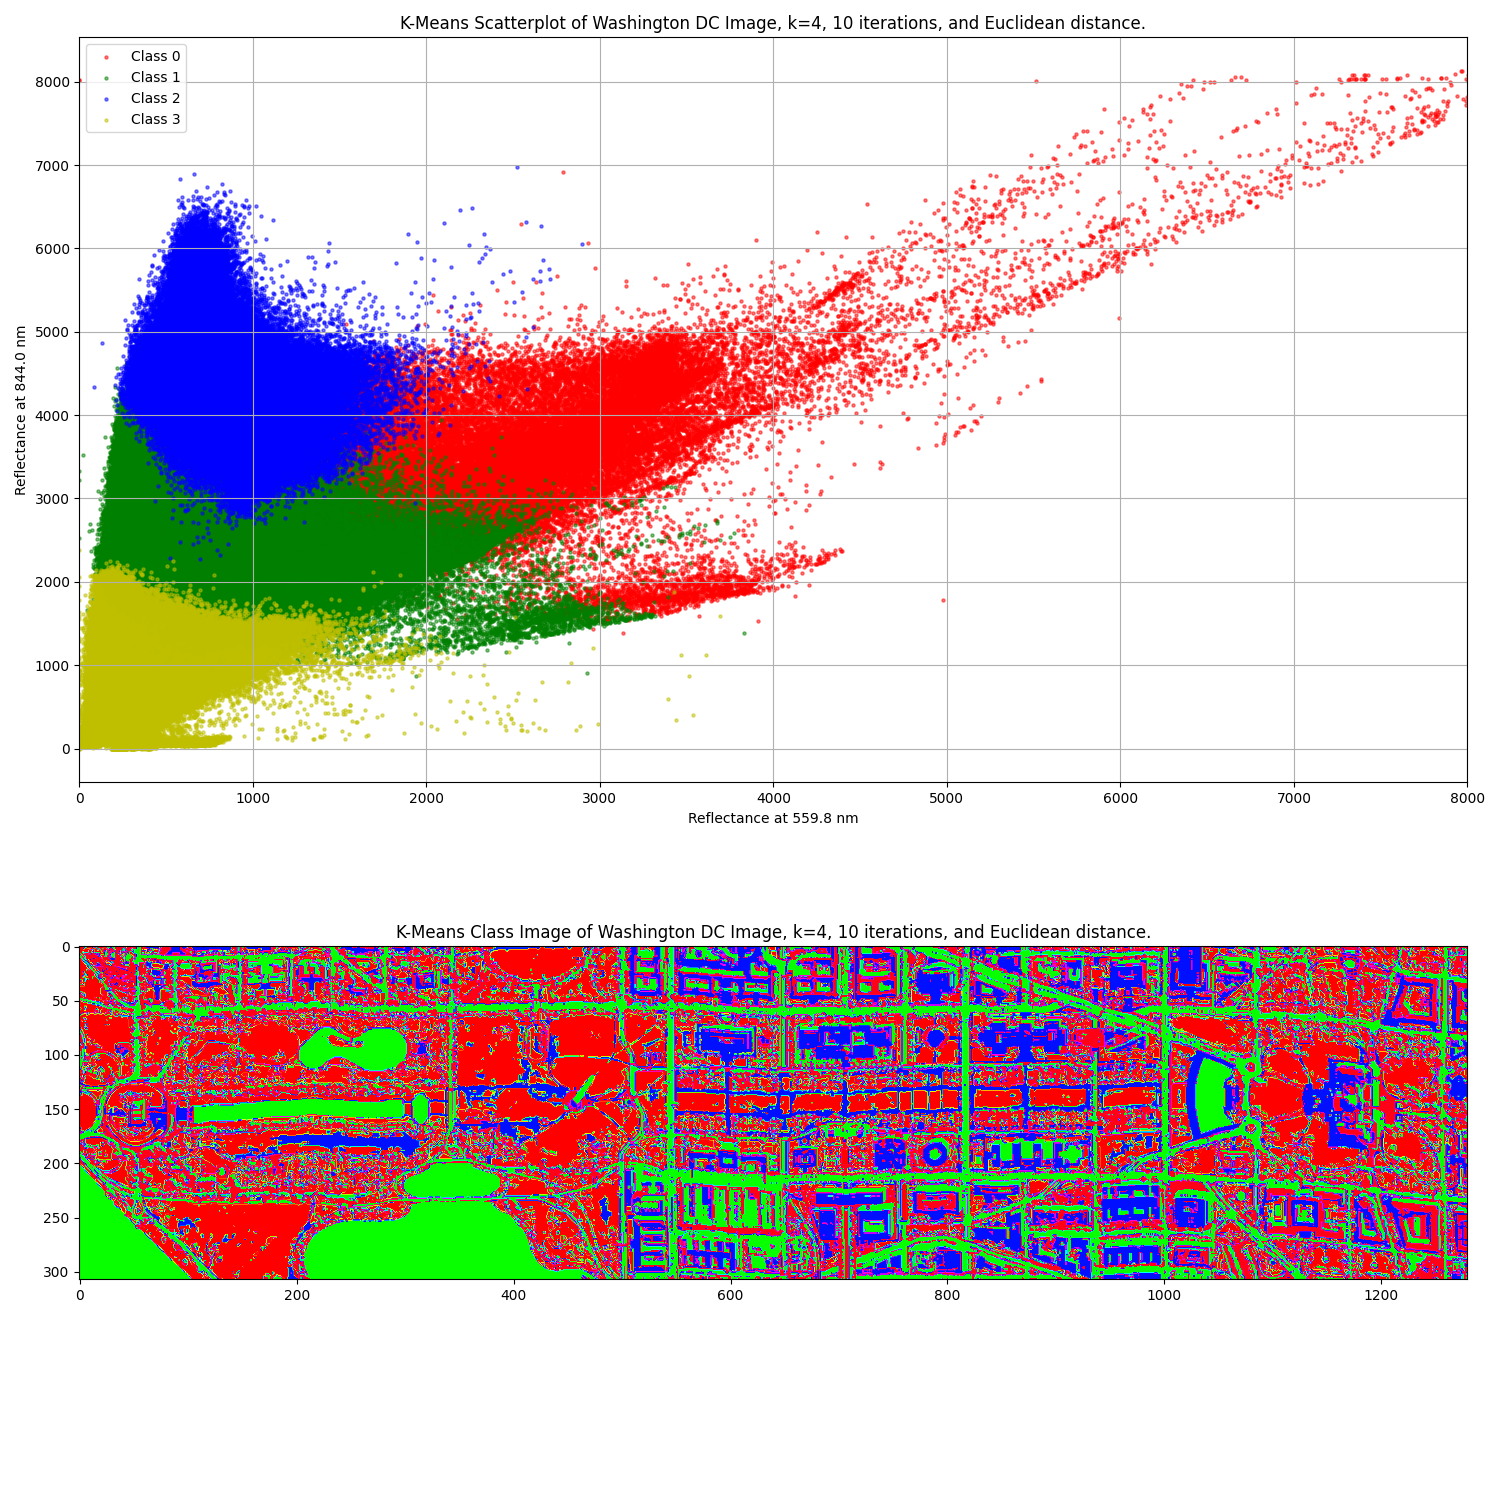 K-Means Scatterplot of Washington DC Image, k=4, 10 iterations, and Euclidean distance.
Class 0
Class 1
Class 2
Class 3
8000
7000
6000
5000
4000
3000
2000
1000
0
Reflectance at 844.0 nm
0 1000 2000 3000 4000 5000 6000 7000 8000
Reflectance at 559.8 nm
K-Means Class Image of Washington DC Image, k=4, 10 iterations, and Euclidean distance.
0
50
100
150
200
250
300
0 200 400 600 800 1000 1200